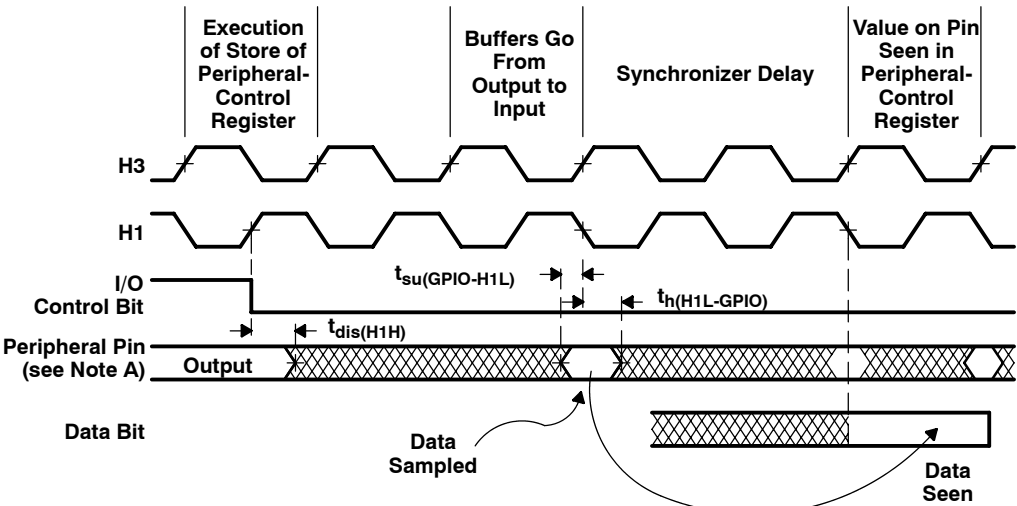 Execution
of Store of
Peripheral-
Control
Register
Buffers Go
From
Output to
Input
Synchronizer Delay
Value on Pin
Seen in
Peripheral-
Control
Register
H3
H1
I/O
Control Bit
tsu(GPIO-H1L)
th(H1L-GPIO)
tdis(H1H)
Peripheral Pin
(see Note A)
Output
Data Bit
Data
Sampled
Data
Seen